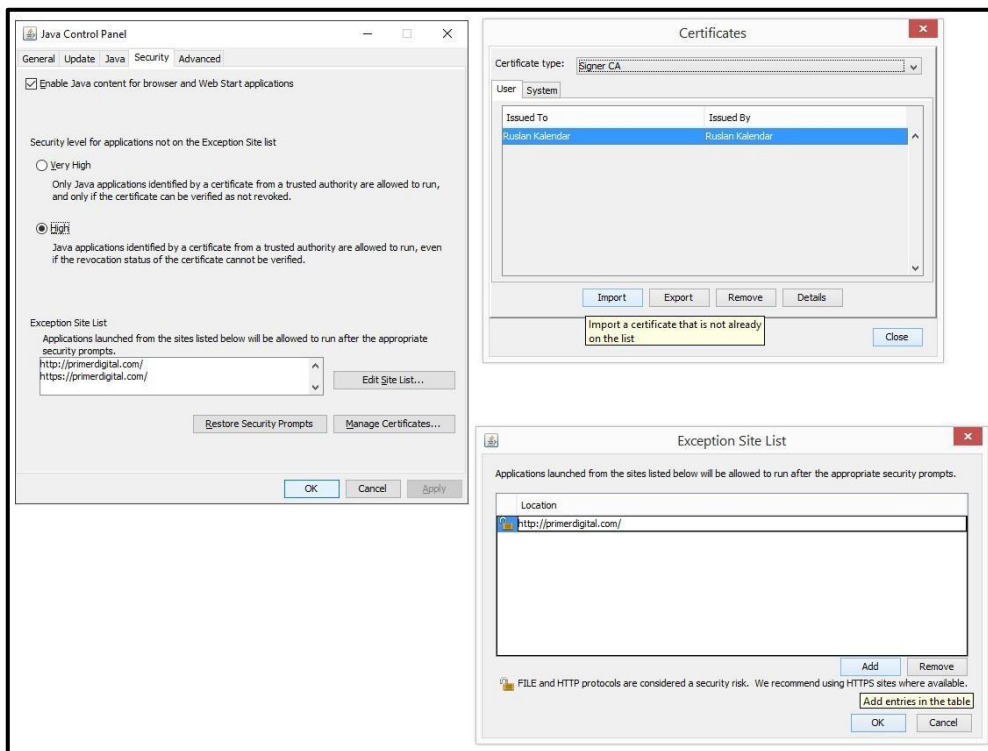 Java Control Panel
General Update Java Security Advanced
Enable Java content for browser and Web Start applications
Security level for applications not on the Exception Site list
Very High
Only Java applications identified by a certificate from a trusted authority are allowed to run,
and only if the certificate can be verified as not revoked.
High
Java applications identified by a certificate from a trusted authority are allowed to run, even
if the revocation status of the certificate cannot be verified.
Exception Site List
Applications launched from the sites listed below will be allowed to run after the appropriate
security prompts.
http://primerdigital.com/
https://primerdigital.com/
Edit Site List...
Restore Security Prompts Manage Certificates...
OK Cancel Apply
Certificates
Certificate type: Signer CA
User System
Issued To Issued By
Ruslan Kalendar Ruslan Kalendar
Import Export Remove Details
Import a certificate that is not already
on the list
Close
Exception Site List
Applications launched from the sites listed below will be allowed to run after the appropriate security prompts.
Location
http://primerdigital.com/
Add Remove
FILE and HTTP protocols are considered a security risk. We recommend using HTTPS sites where available.
Add entries in the table
OK Cancel